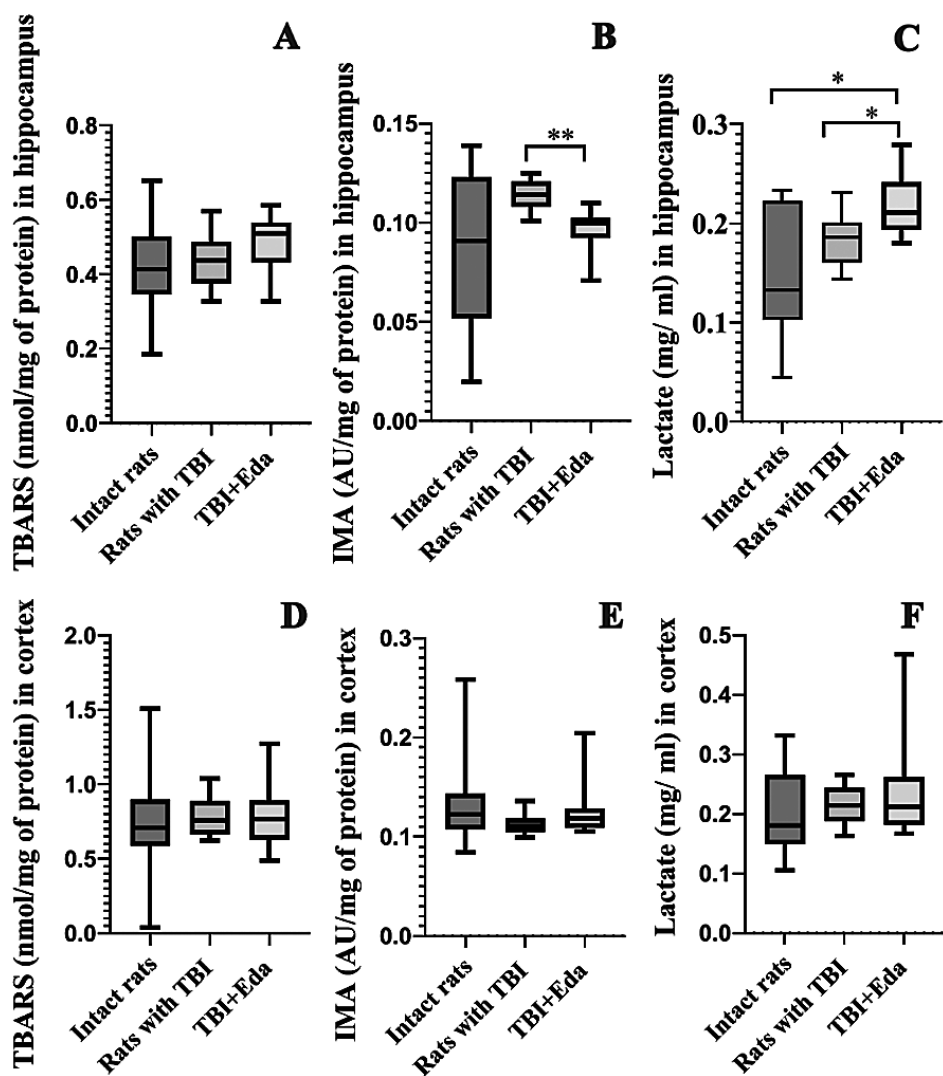 A
TBARS (nmol/mg of protein) in hippocampus
0.8
0.6
0.4
0.2
0.0
Intact rats
Rats with TBI
TBI+Eda
B
IMA (AU/mg of protein) in hippocampus
0.15
0.10
0.05
0.00
**
Intact rats
Rats with TBI
TBI+Eda
C
Lactate (mg/ ml) in hippocampus
0.3
0.2
0.1
0.0
*
*
Intact rats
Rats with TBI
TBI+Eda
D
TBARS (nmol/mg of protein) in cortex
2.0
1.5
1.0
0.5
0.0
Intact rats
Rats with TBI
TBI+Eda
E
IMA (AU/mg of protein) in cortex
0.3
0.2
0.1
0.0
Intact rats
Rats with TBI
TBI+Eda
F
Lactate (mg/ ml) in cortex
0.5
0.4
0.3
0.2
0.1
0.0
Intact rats
Rats with TBI
TBI+Eda